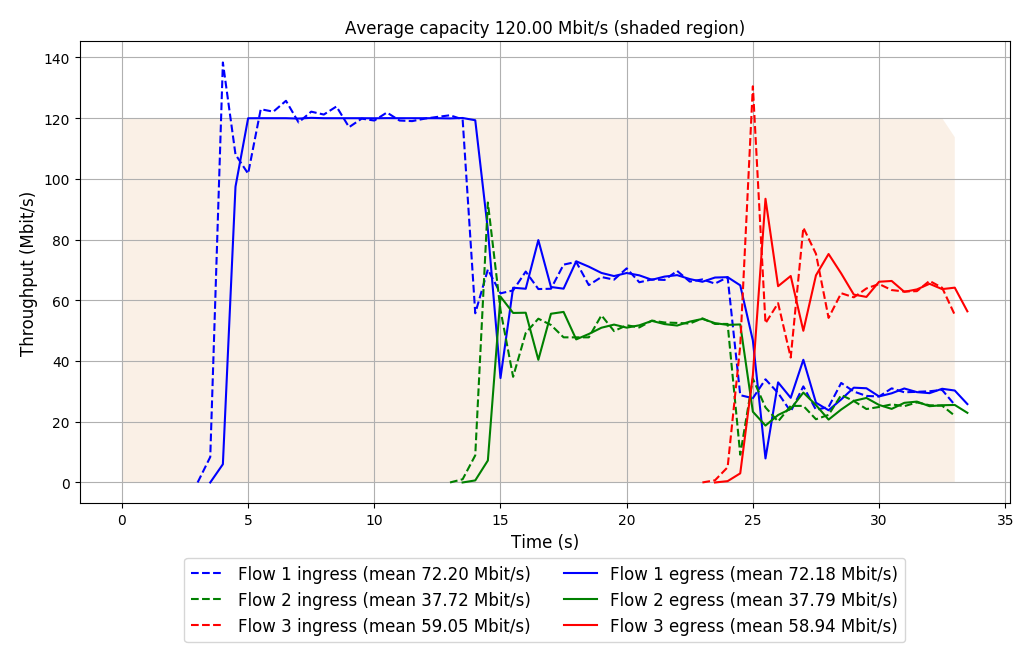 Average capacity 120.00 Mbit/s (shaded region)
140
120
100
80
60
40
20
0
Throughput (Mbit/s)
0 5 10 15 20 25 30 35
Time (s)
Flow 1 ingress (mean 72.20 Mbit/s) Flow 1 egress (mean 72.18 Mbit/s)
Flow 2 ingress (mean 37.72 Mbit/s) Flow 2 egress (mean 37.79 Mbit/s)
Flow 3 ingress (mean 59.05 Mbit/s) Flow 3 egress (mean 58.94 Mbit/s)